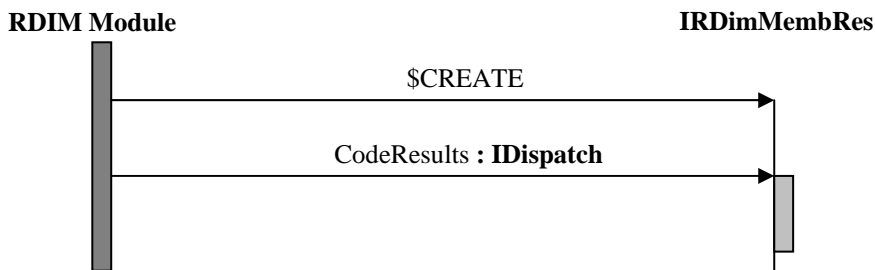 RDIM Module
IRDimMembRes
$CREATE
CodeResults : IDispatch